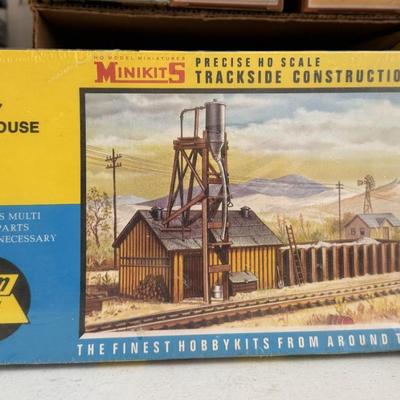 HO MODEL MINIATURES
MINIKITS
PRECISE HO SCALE
TRACKSIDE CONSTRUCTIO
OUSE
S MULTI
PARTS
NECESSARY
THE FINEST HOBBYKITS FROM AROUND T